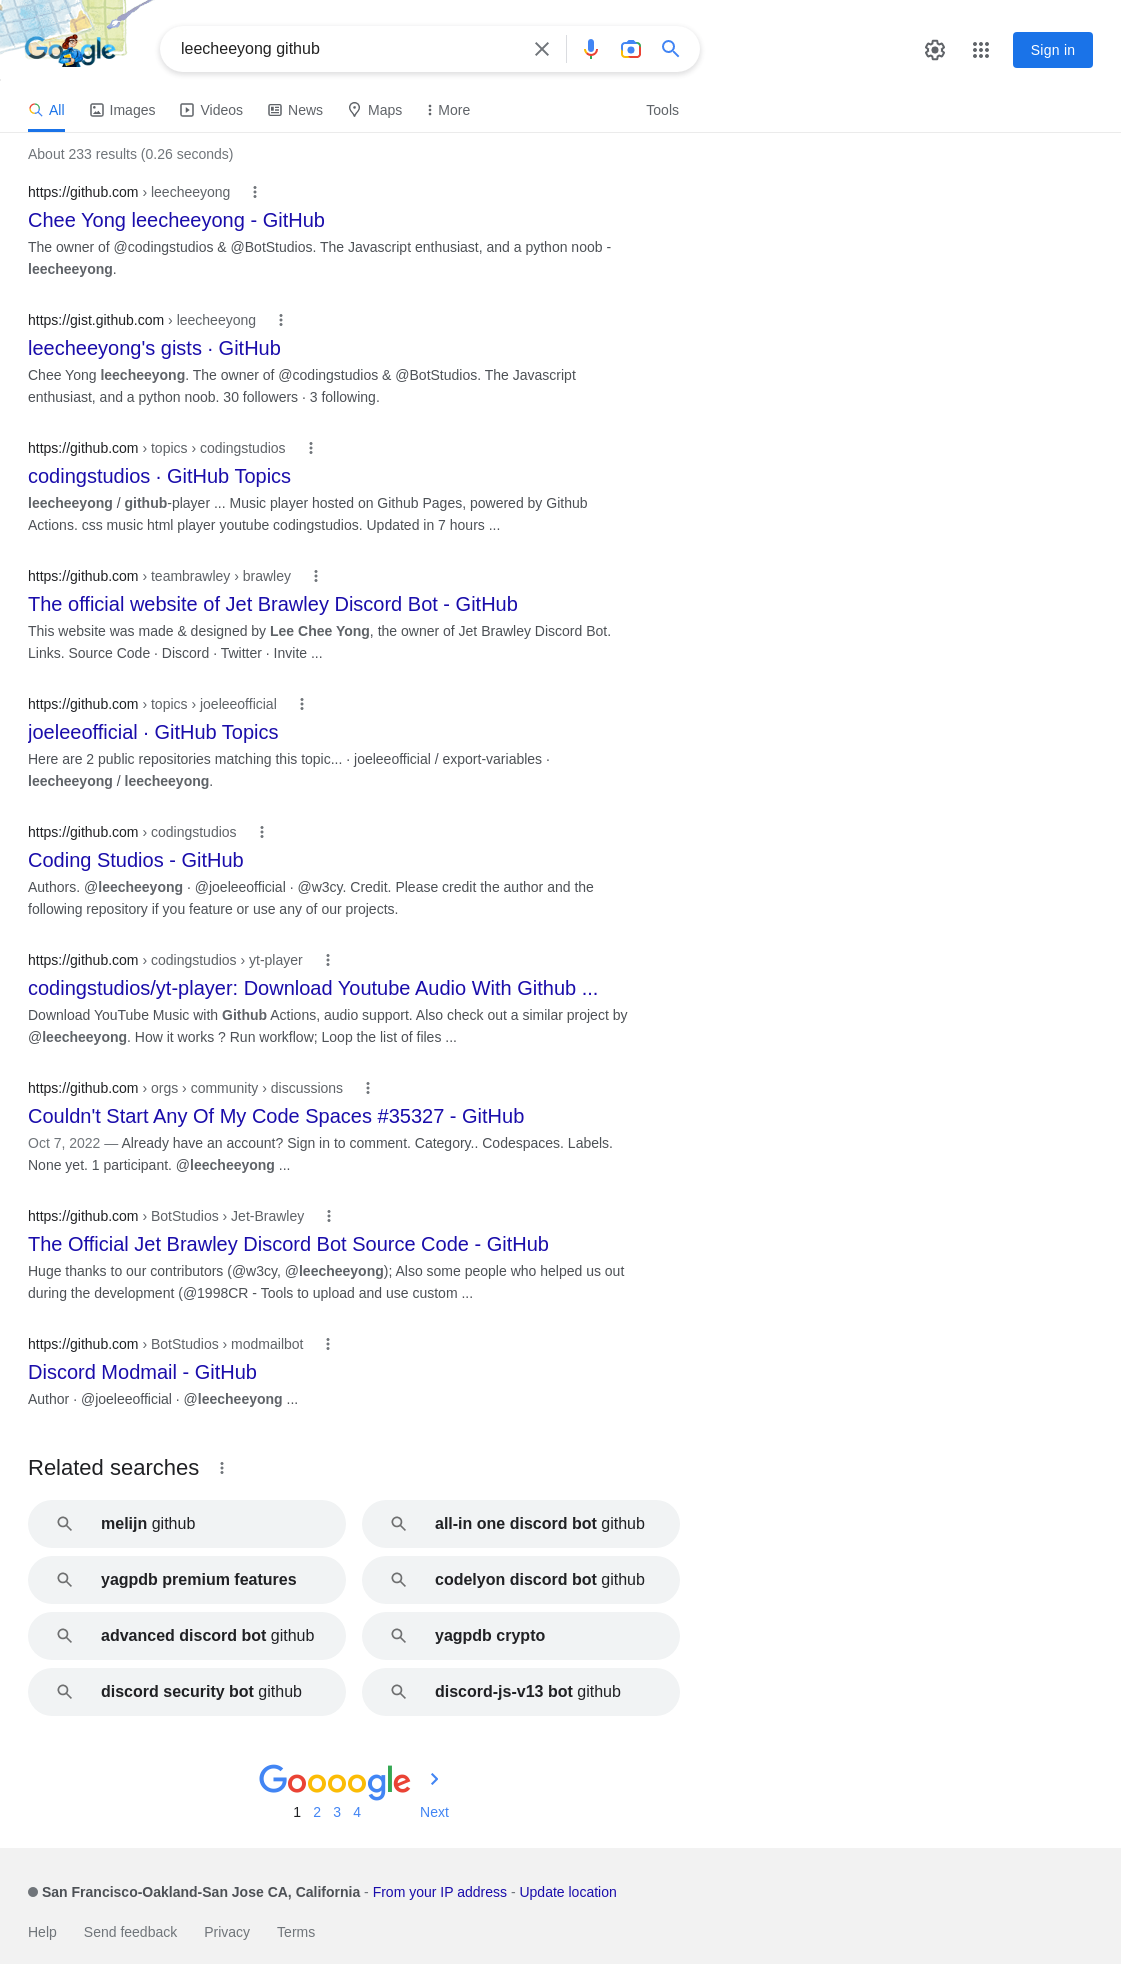 Google
leecheeyong github
Sign in
All
Images
Videos
News
Maps
More
Tools
About 233 results (0.26 seconds)
https://github.com › leecheeyong
Chee Yong leecheeyong - GitHub
The owner of @codingstudios & @BotStudios. The Javascript enthusiast, and a python noob -
leecheeyong.
https://gist.github.com › leecheeyong
leecheeyong's gists · GitHub
Chee Yong leecheeyong. The owner of @codingstudios & @BotStudios. The Javascript
enthusiast, and a python noob. 30 followers · 3 following.
https://github.com › topics › codingstudios
codingstudios · GitHub Topics
leecheeyong / github-player ... Music player hosted on Github Pages, powered by Github
Actions. css music html player youtube codingstudios. Updated in 7 hours ...
https://github.com › teambrawley › brawley
The official website of Jet Brawley Discord Bot - GitHub
This website was made & designed by Lee Chee Yong, the owner of Jet Brawley Discord Bot.
Links. Source Code · Discord · Twitter · Invite ...
https://github.com › topics › joeleeofficial
joeleeofficial · GitHub Topics
Here are 2 public repositories matching this topic... · joeleeofficial / export-variables ·
leecheeyong / leecheeyong.
https://github.com › codingstudios
Coding Studios - GitHub
Authors. @leecheeyong · @joeleeofficial · @w3cy. Credit. Please credit the author and the
following repository if you feature or use any of our projects.
https://github.com › codingstudios › yt-player
codingstudios/yt-player: Download Youtube Audio With Github ...
Download YouTube Music with Github Actions, audio support. Also check out a similar project by
@leecheeyong. How it works ? Run workflow; Loop the list of files ...
https://github.com › orgs › community › discussions
Couldn't Start Any Of My Code Spaces #35327 - GitHub
Oct 7, 2022 — Already have an account? Sign in to comment. Category.. Codespaces. Labels.
None yet. 1 participant. @leecheeyong ...
https://github.com › BotStudios › Jet-Brawley
The Official Jet Brawley Discord Bot Source Code - GitHub
Huge thanks to our contributors (@w3cy, @leecheeyong); Also some people who helped us out
during the development (@1998CR - Tools to upload and use custom ...
https://github.com › BotStudios › modmailbot
Discord Modmail - GitHub
Author · @joeleeofficial · @leecheeyong ...
Related searches
melijn github
all-in one discord bot github
yagpdb premium features
codelyon discord bot github
advanced discord bot github
yagpdb crypto
discord security bot github
discord-js-v13 bot github
Goooogle
1 2 3 4 Next
San Francisco-Oakland-San Jose CA, California - From your IP address - Update location
Help Send feedback Privacy Terms